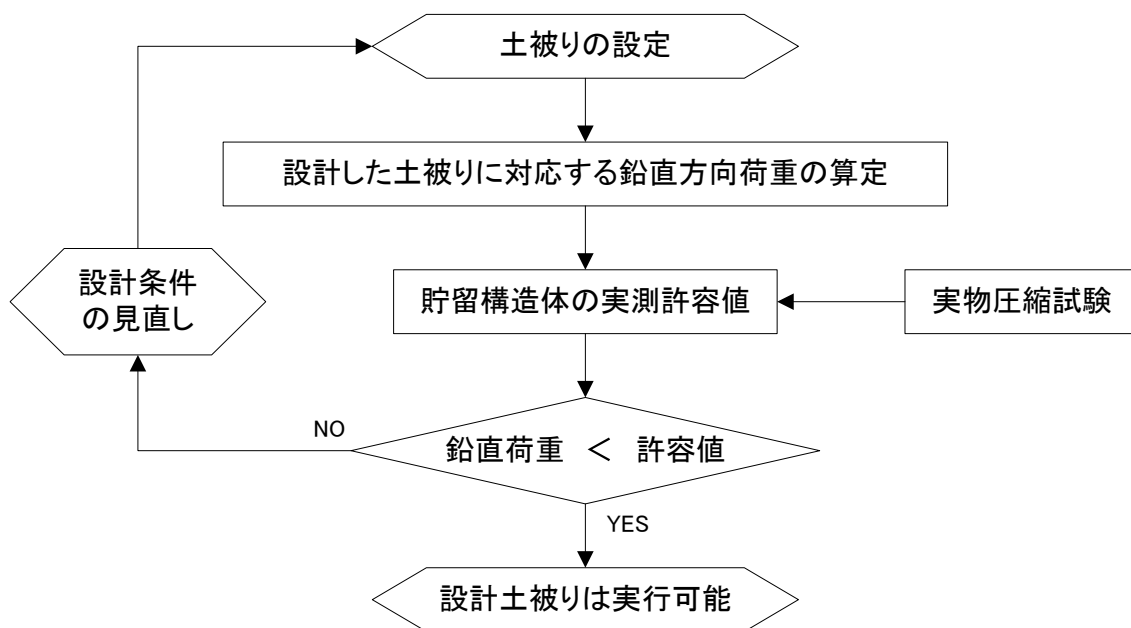 土被りの設定
設計した土被りに対応する鉛直方向荷重の算定
設計条件
の見直し
貯留構造体の実測許容値
実物圧縮試験
NO
鉛直荷重 < 許容値
YES
設計土被りは実行可能